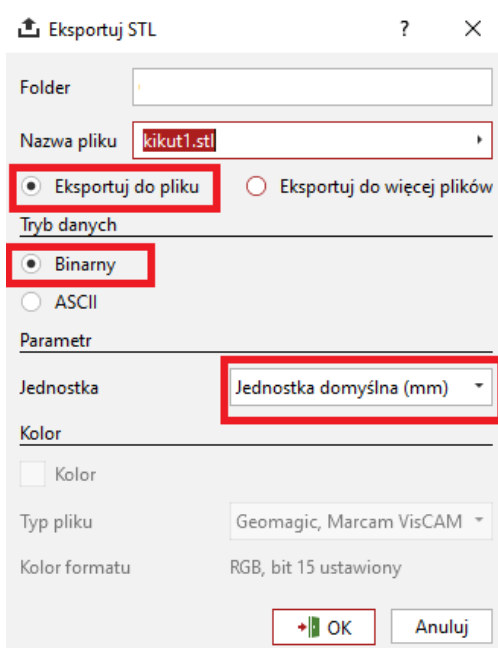 Eksportuj STL ?
Folder
Nazwa pliku kikut1.stl
Eksportuj do pliku Eksportuj do więcej plików
Tryb danych
Binarny
ASCII
Parametr
Jednostka Jednostka domyślna (mm)
Kolor
Kolor
Typ pliku Geomagic, Marcam VisCAM
Kolor formatu RGB, bit 15 ustawiony
OK Anuluj